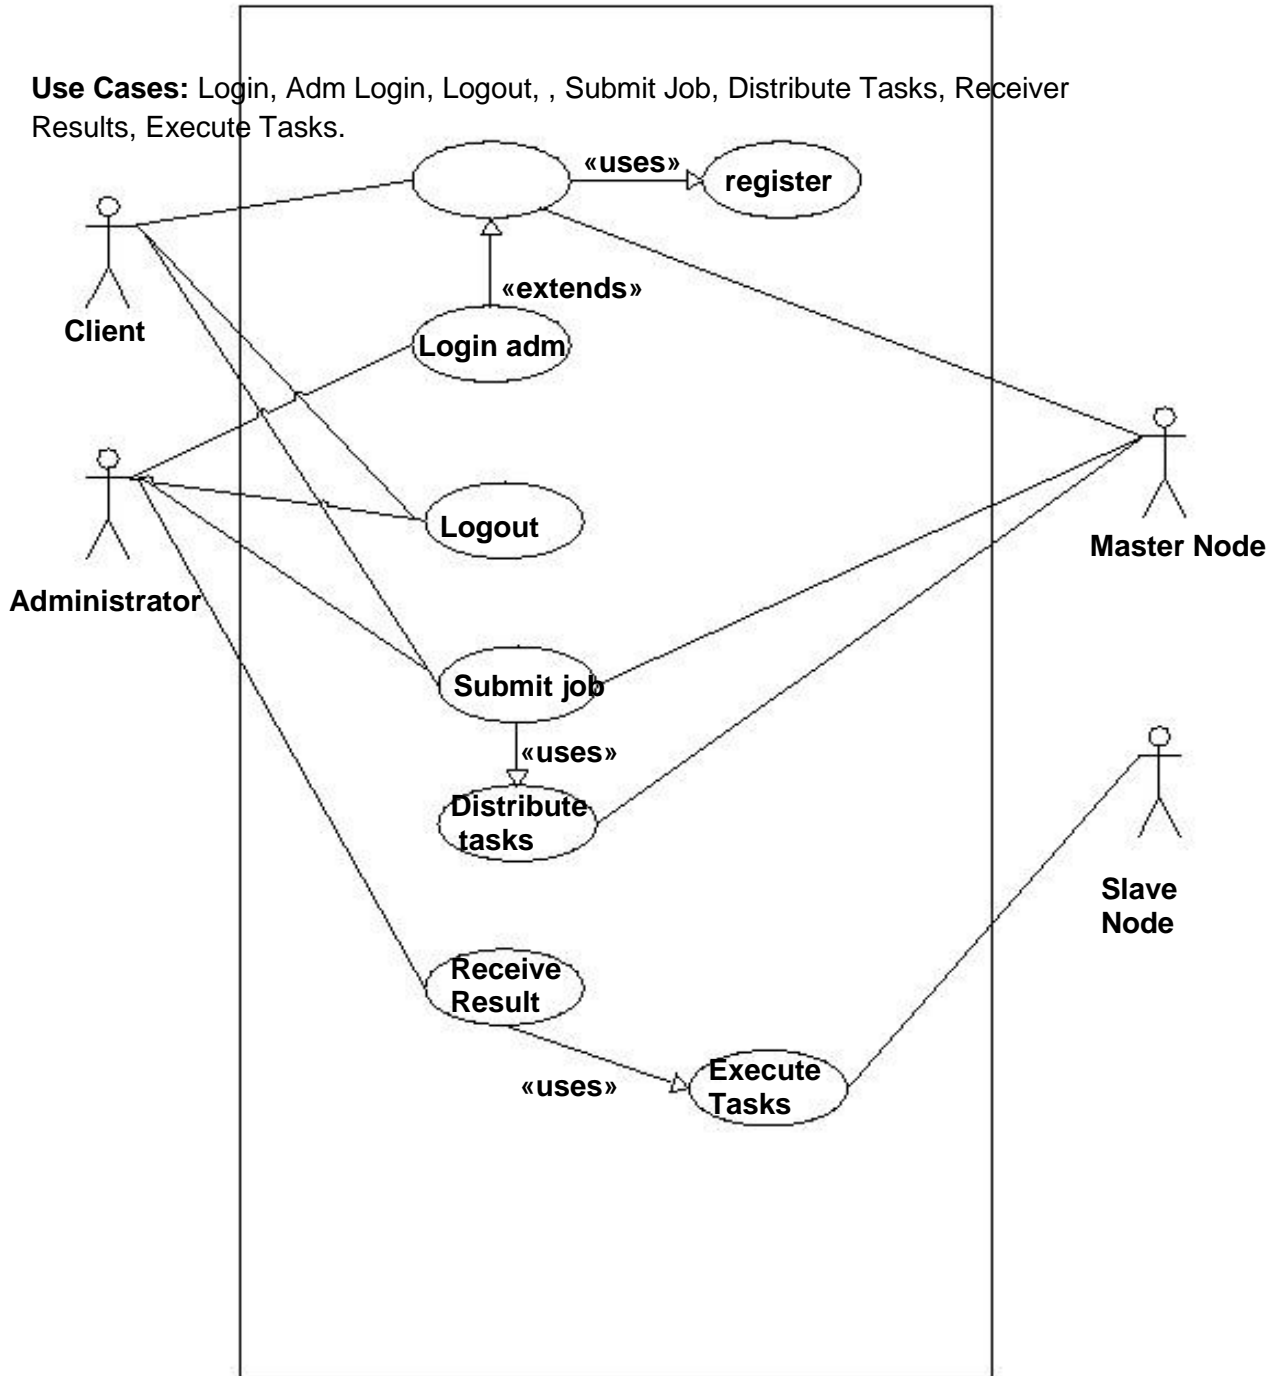 Use Cases: Login, Adm Login, Logout, , Submit Job, Distribute Tasks, Receiver
Results, Execute Tasks.
«uses»
register
«extends»
Client
Login adm
Logout
Master Node
Administrator
Submit job
«uses»
Distribute
tasks
Slave
Node
Receive
Result
«uses»
Execute
Tasks